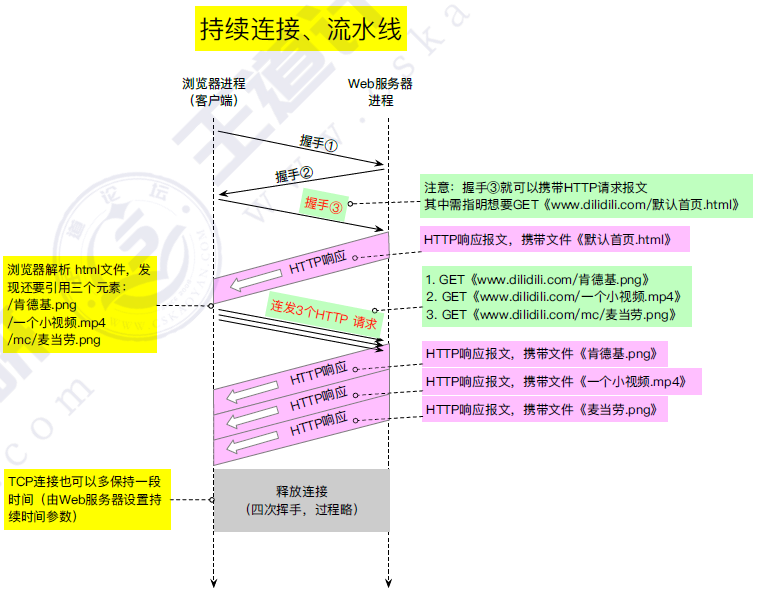 持续连接、流水线
浏览器进程
（客户端）
Web服务器
进程
握手①
握手②
握手③
注意：握手③就可以携带HTTP请求报文
其中需指明想要GET《www.dilidili.com/默认首页.html》
HTTP响应
HTTP响应报文，携带文件《默认首页.html》
浏览器解析 html文件，发
现还要引用三个元素：
/肯德基.png
/一个小视频.mp4
/mc/麦当劳.png
连发3个HTTP 请求
1. GET《www.dilidili.com/肯德基.png》
2. GET《www.dilidili.com/一个小视频.mp4》
3. GET《www.dilidili.com/mc/麦当劳.png》
HTTP响应
HTTP响应报文，携带文件《肯德基.png》
HTTP响应
HTTP响应报文，携带文件《一个小视频.mp4》
HTTP响应
HTTP响应报文，携带文件《麦当劳.png》
TCP连接也可以多保持一段
时间（由Web服务器设置持
续时间参数）
释放连接
（四次挥手，过程略）